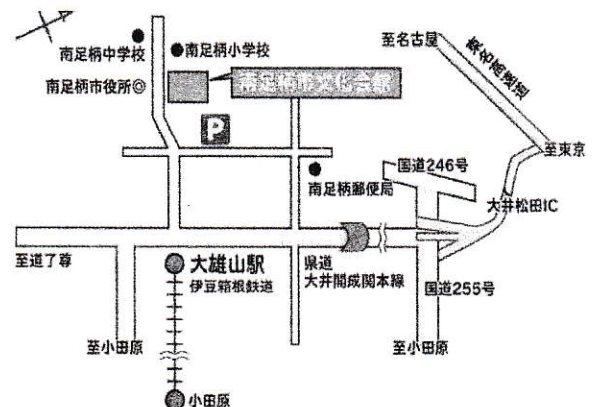 南足柄中学校
南足柄小学校
至名古屋
東名高速道
南足柄市役所
南足柄市文化会館
P
至東京
国道246号
南足柄郵便局
大井松田IC
至道了尊
大雄山駅
伊豆箱根鉄道
県道
大井開成関本線
国道255号
至小田原
至小田原
小田原